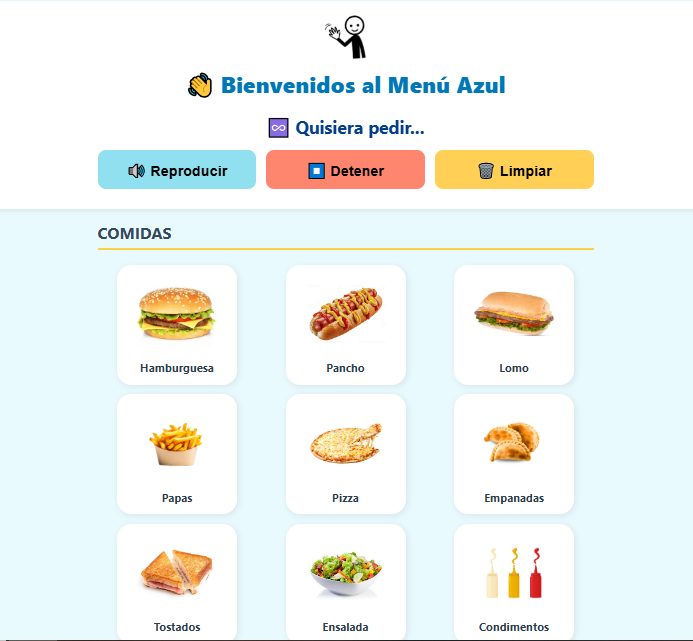 Bienvenidos al Menú Azul
Quisiera pedir...
Reproducir Detener Limpiar
COMIDAS
Hamburguesa Pancho Lomo
Papas Pizza Empanadas
Tostados Ensalada Condimentos